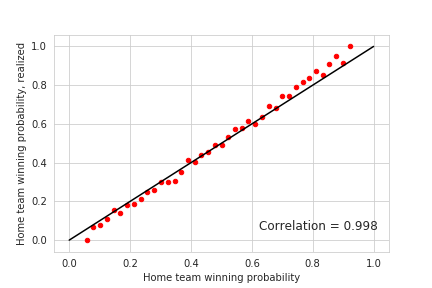 1.0
0.8
0.6
0.4
0.2
0.0
Home team winning probability, realized
Correlation = 0.998
0.0 0.2 0.4 0.6 0.8 1.0
Home team winning probability